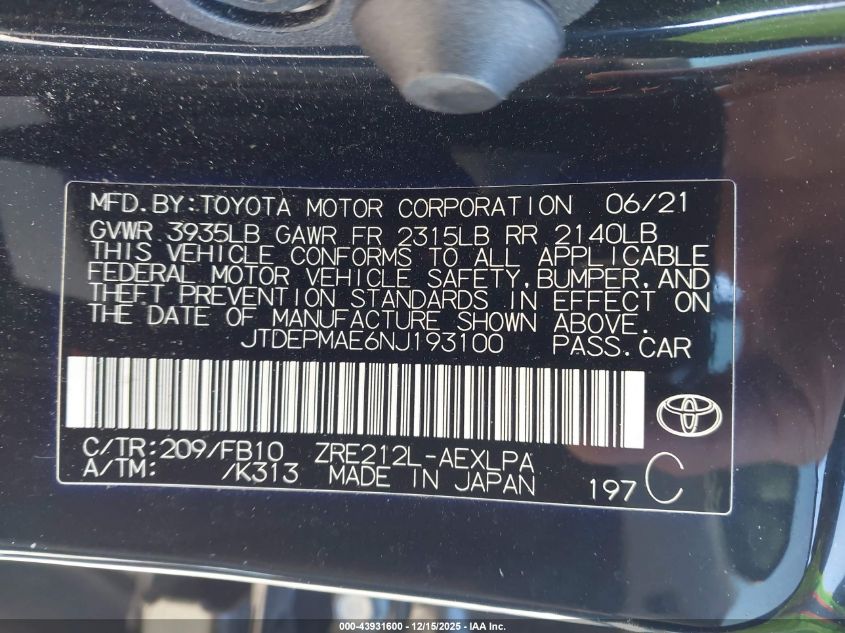 MFD.BY:TOYOTA MOTOR CORPORATION 06/21
GVWR 3935LB GAWR FR 2315LB RR 2140LB
THIS VEHICLE CONFORMS TO ALL APPLICABLE
FEDERAL MOTOR VEHICLE SAFETY,BUMPER,AND
THEFT PREVENTION STANDARDS IN EFFECT ON
THE DATE OF MANUFACTURE SHOWN ABOVE.
JTDEPMAE6NJ193100 PASS.CAR
C/TR:209/FB10 ZRE212L-AEXLPA
A/TM: /K313 MADE IN JAPAN 197 C
000-43931600 - 12/15/2025 - IAA Inc.